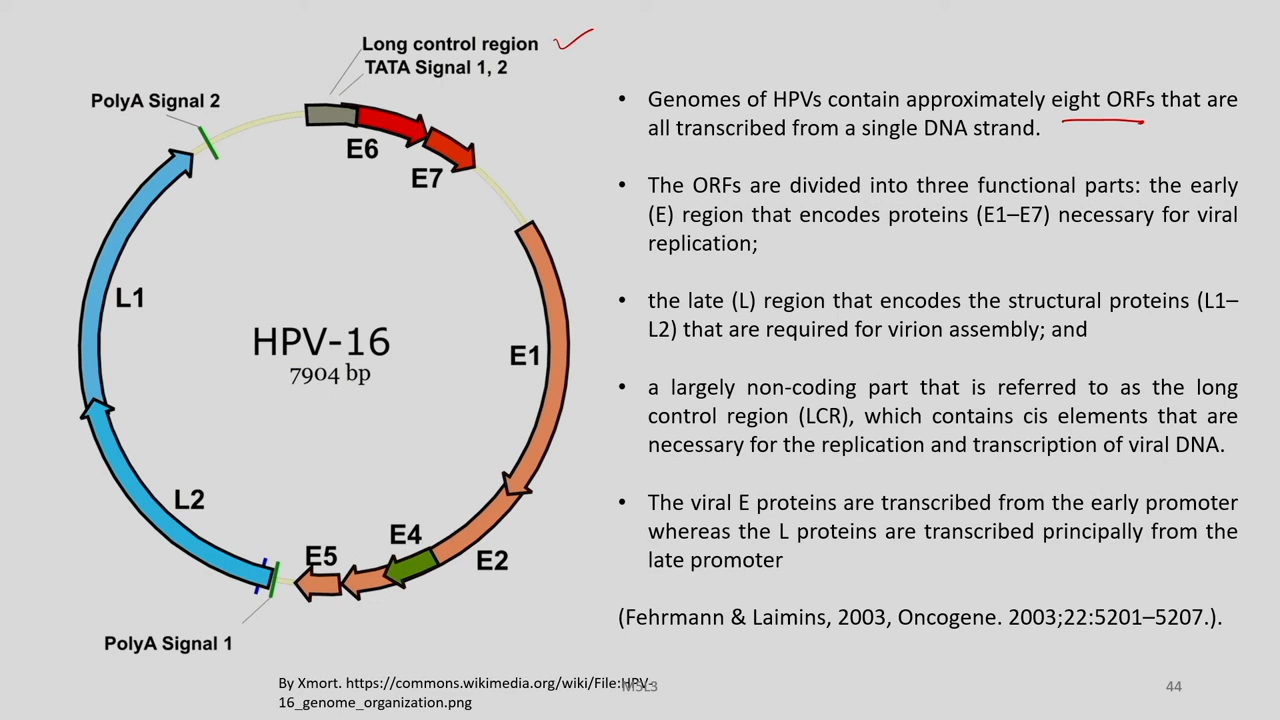 Long control region
TATA Signal 1, 2
PolyA Signal 2
E6
E7
L1
HPV-16
7904 bp
E1
L2
E4
E5
E2
PolyA Signal 1
• Genomes of HPVs contain approximately eight ORFs that are
all transcribed from a single DNA strand.
• The ORFs are divided into three functional parts: the early
(E) region that encodes proteins (E1–E7) necessary for viral
replication;
• the late (L) region that encodes the structural proteins (L1–
L2) that are required for virion assembly; and
• a largely non-coding part that is referred to as the long
control region (LCR), which contains cis elements that are
necessary for the replication and transcription of viral DNA.
• The viral E proteins are transcribed from the early promoter
whereas the L proteins are transcribed principally from the
late promoter
(Fehrmann & Laimins, 2003, Oncogene. 2003;22:5201–5207.).
By Xmort. https://commons.wikimedia.org/wiki/File:HPV-
16_genome_organization.png
M3L3
44